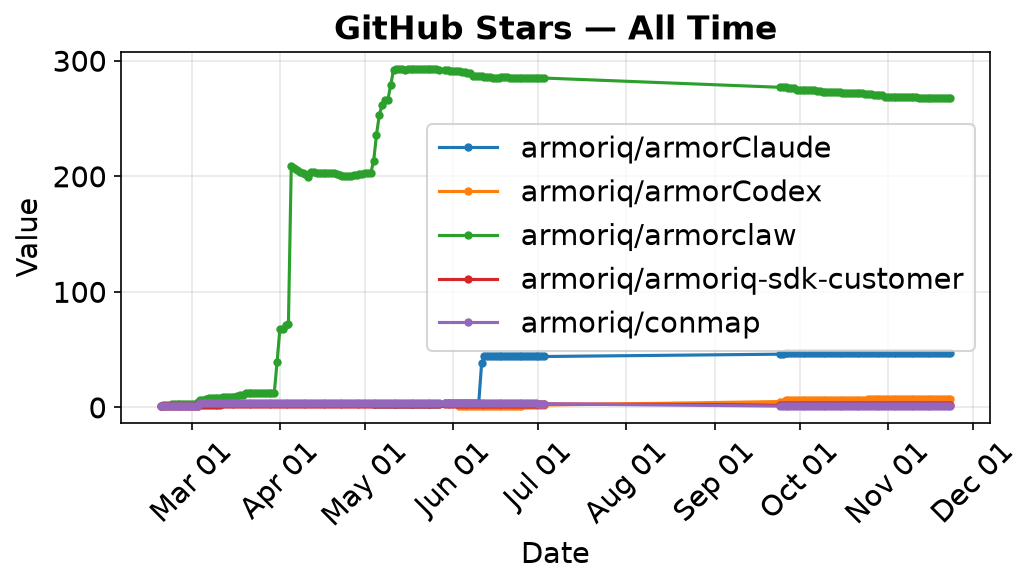 GitHub Stars — All Time
Value
300
200
100
0
armoriq/armorClaude
armoriq/armorCodex
armoriq/armorclaw
armoriq/armoriq-sdk-customer
armoriq/conmap
Mar 01
Apr 01
May 01
Jun 01
Jul 01
Aug 01
Sep 01
Oct 01
Nov 01
Dec 01
Date